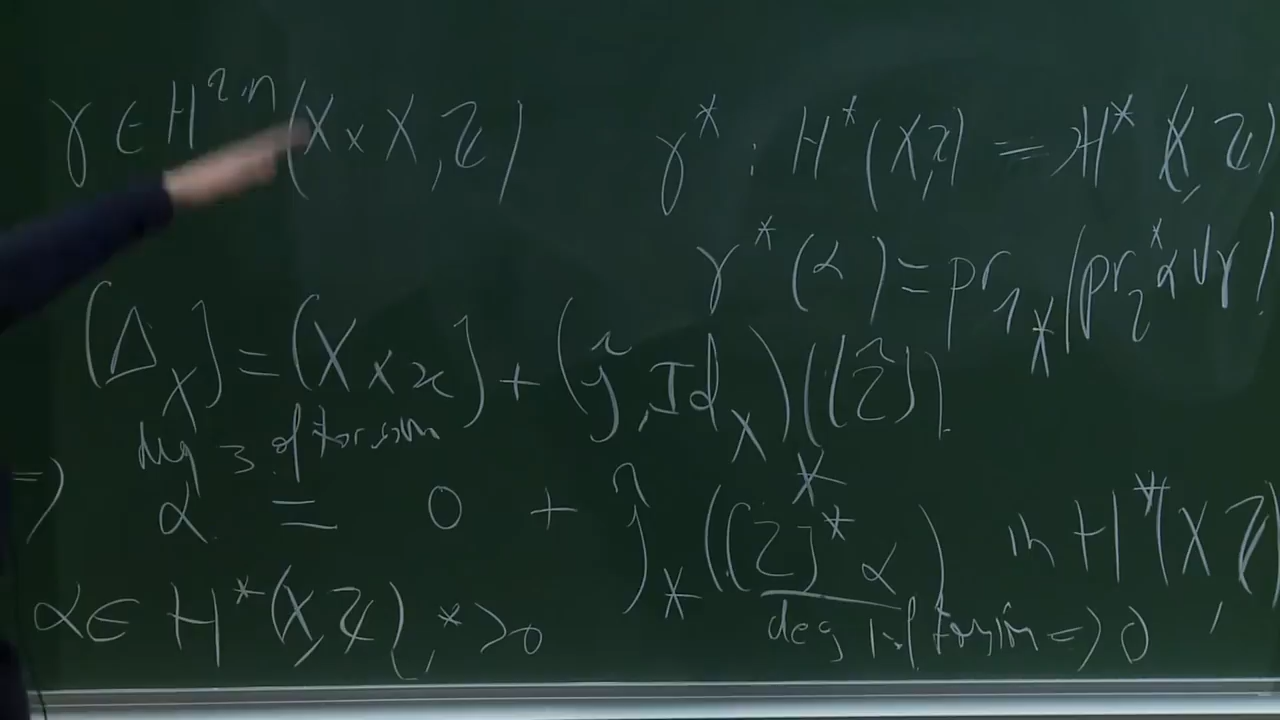 γ ∈ H^{2n}(X × X, ℤ)
γ^* : H^*(X, ℤ) = H^*(X, ℤ)
γ^*(α) = pr_{1*}(pr_2^* α ∪ γ)
[Δ_X] = [X × x] + (j̃, Id_X)_*([Z̃])
deg 3 of torsion
=> α = 0 + j̃_*([Z]^* α) in H^*(X, ℤ)
deg 1 of torsion => 0
α ∈ H^*(X, ℤ), * > 0